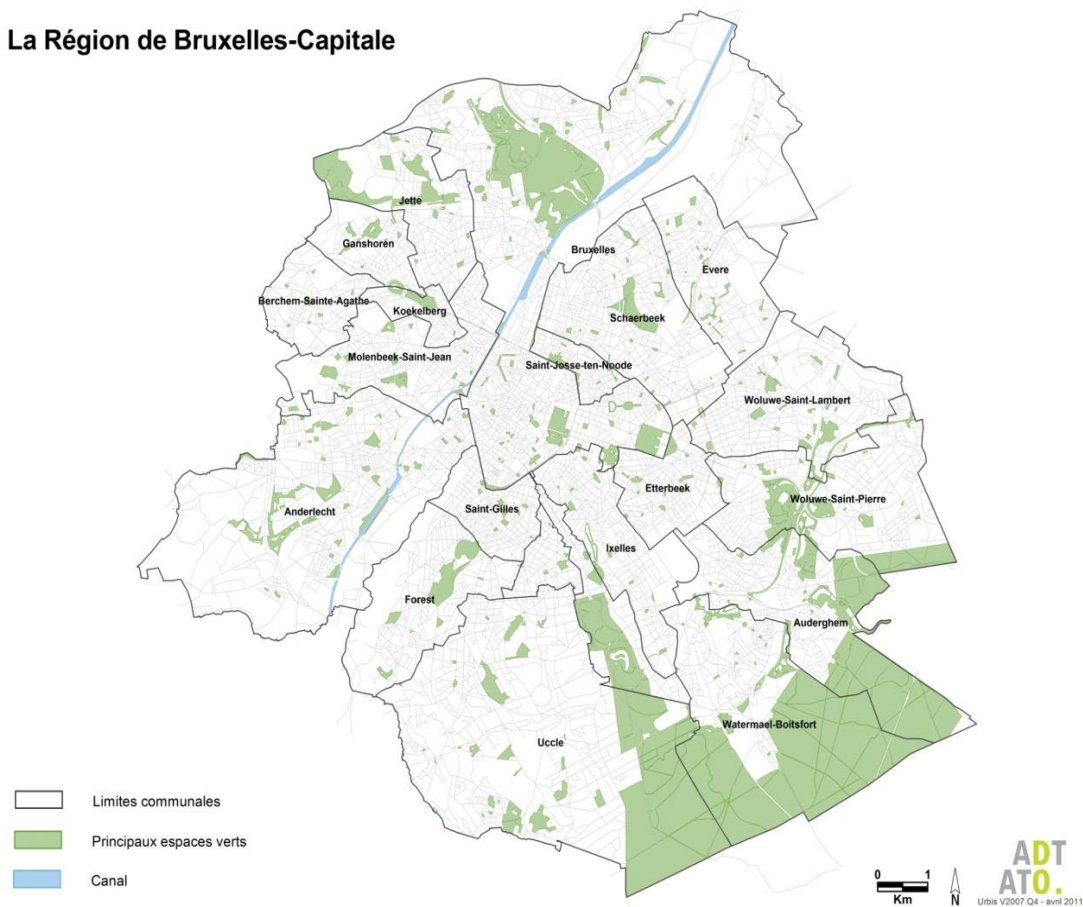 La Région de Bruxelles-Capitale
Jette
Ganshoren
Bruxelles
Evere
Berchem-Sainte-Agathe
Koekelberg
Schaerbeek
Molenbeek-Saint-Jean
Saint-Josse-ten-Noode
Woluwe-Saint-Lambert
Etterbeek
Woluwe-Saint-Pierre
Anderlecht
Saint-Gilles
Ixelles
Forest
Auderghem
Watermael-Boitsfort
Uccle
Limites communales
Principaux espaces verts
Canal
0 1
Km
N
ADT
ATO.
Urbis V2007.Q4 - avril 2011